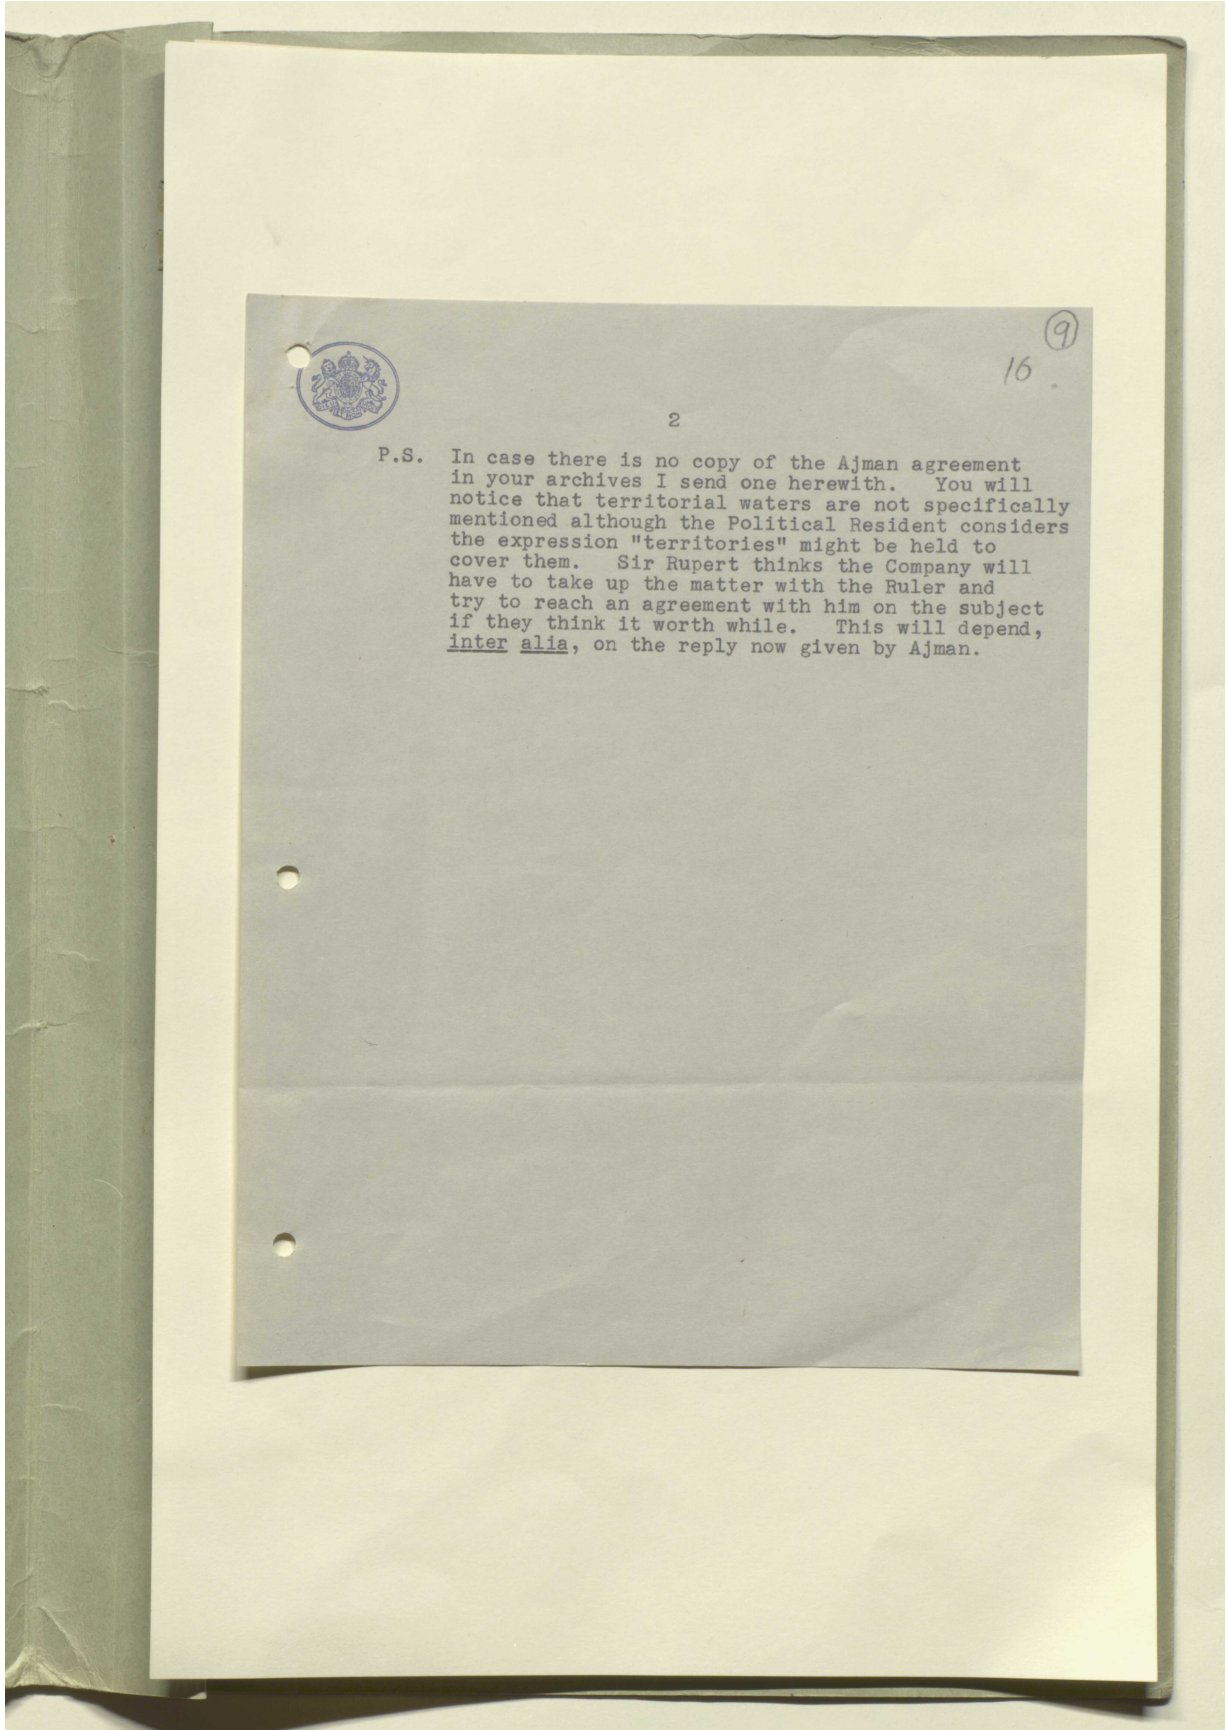 9
16
2
P.S. In case there is no copy of the Ajman agreement
in your archives I send one herewith. You will
notice that territorial waters are not specifically
mentioned although the Political Resident considers
the expression "territories" might be held to
cover them. Sir Rupert thinks the Company will
have to take up the matter with the Ruler and
try to reach an agreement with him on the subject
if they think it worth while. This will depend,
inter alia, on the reply now given by Ajman.